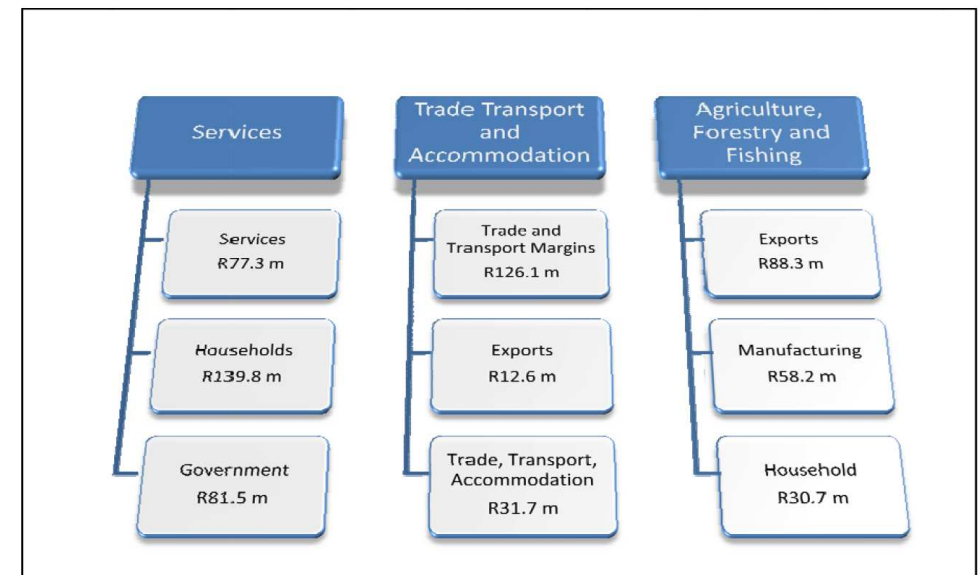 Services
Services
R77.3 m
Households
R139.8 m
Government
R81.5 m
Trade Transport
and
Accommodation
Trade and
Transport Margins
R126.1 m
Exports
R12.6 m
Trade, Transport,
Accommodation
R31.7 m
Agriculture,
Forestry and
Fishing
Exports
R88.3 m
Manufacturing
R58.2 m
Household
R30.7 m